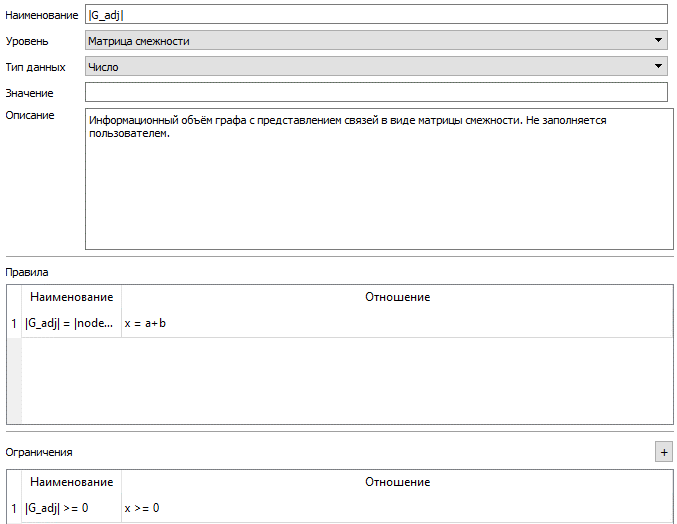 Наименование |G_adj|
Уровень Матрица смежности
Тип данных Число
Значение
Описание Информационный объём графа с представлением связей в виде матрицы смежности. Не заполняется
пользователем.
Правила
Наименование Отношение
1 |G_adj| = |node... x = a+b
Ограничения +
Наименование Отношение
1 |G_adj| >= 0 x >= 0